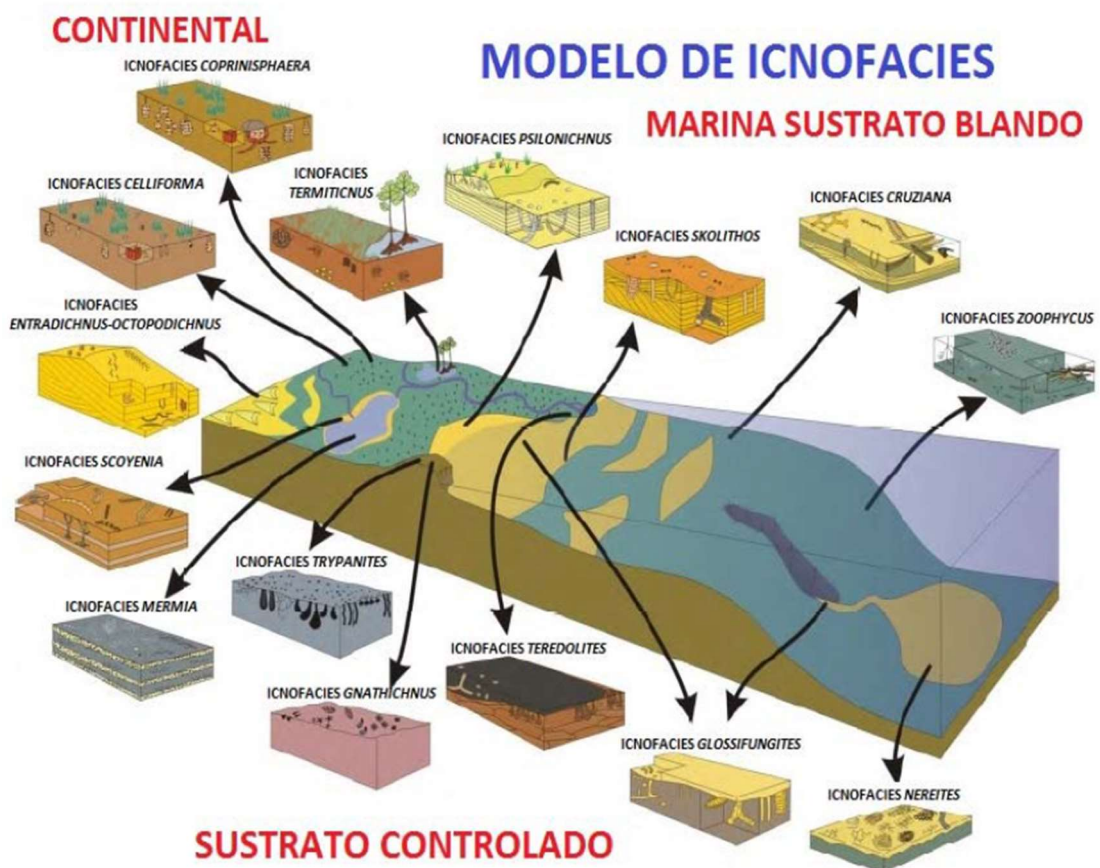 CONTINENTAL
MODELO DE ICNOFACIES
MARINA SUSTRATO BLANDO
ICNOFACIES COPRINISPHAERA
ICNOFACIES PSILONICHNUS
ICNOFACIES CELLIFORMA
ICNOFACIES
TERMITICNUS
ICNOFACIES CRUZIANA
ICNOFACIES SKOLITHOS
ICNOFACIES
ENTRADICHNUS-OCTOPODICHNUS
ICNOFACIES ZOOPHYCUS
ICNOFACIES SCOYENIA
ICNOFACIES TRYPANITES
ICNOFACIES MERMIA
ICNOFACIES TEREDOLITES
ICNOFACIES GNATHICHNUS
ICNOFACIES GLOSSIFUNGITES
ICNOFACIES NEREITES
SUSTRATO CONTROLADO